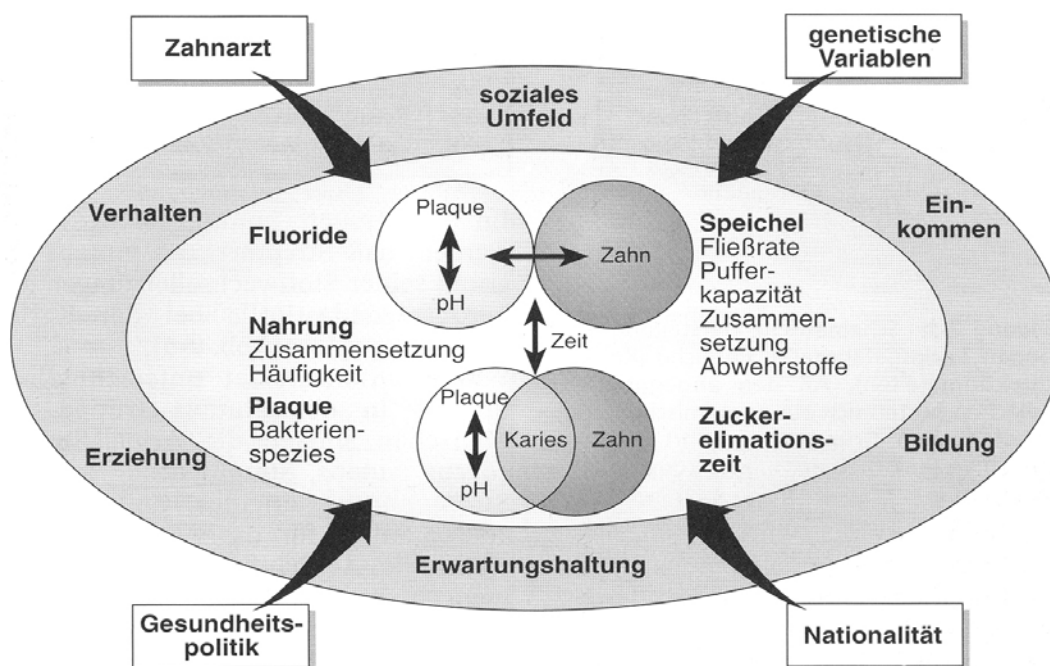 Zahnarzt
genetische
Variablen
soziales
Umfeld
Verhalten
Ein-
kommen
Fluoride
Plaque
pH
Zahn
Speichel
Fließrate
Puffer-
kapazität
Zusammen-
setzung
Abwehrstoffe
Zeit
Nahrung
Zusammensetzung
Häufigkeit
Plaque
Bakterien-
spezies
Plaque
pH
Karies
Zahn
Zucker-
elimations-
zeit
Erziehung
Bildung
Erwartungshaltung
Gesundheits-
politik
Nationalität